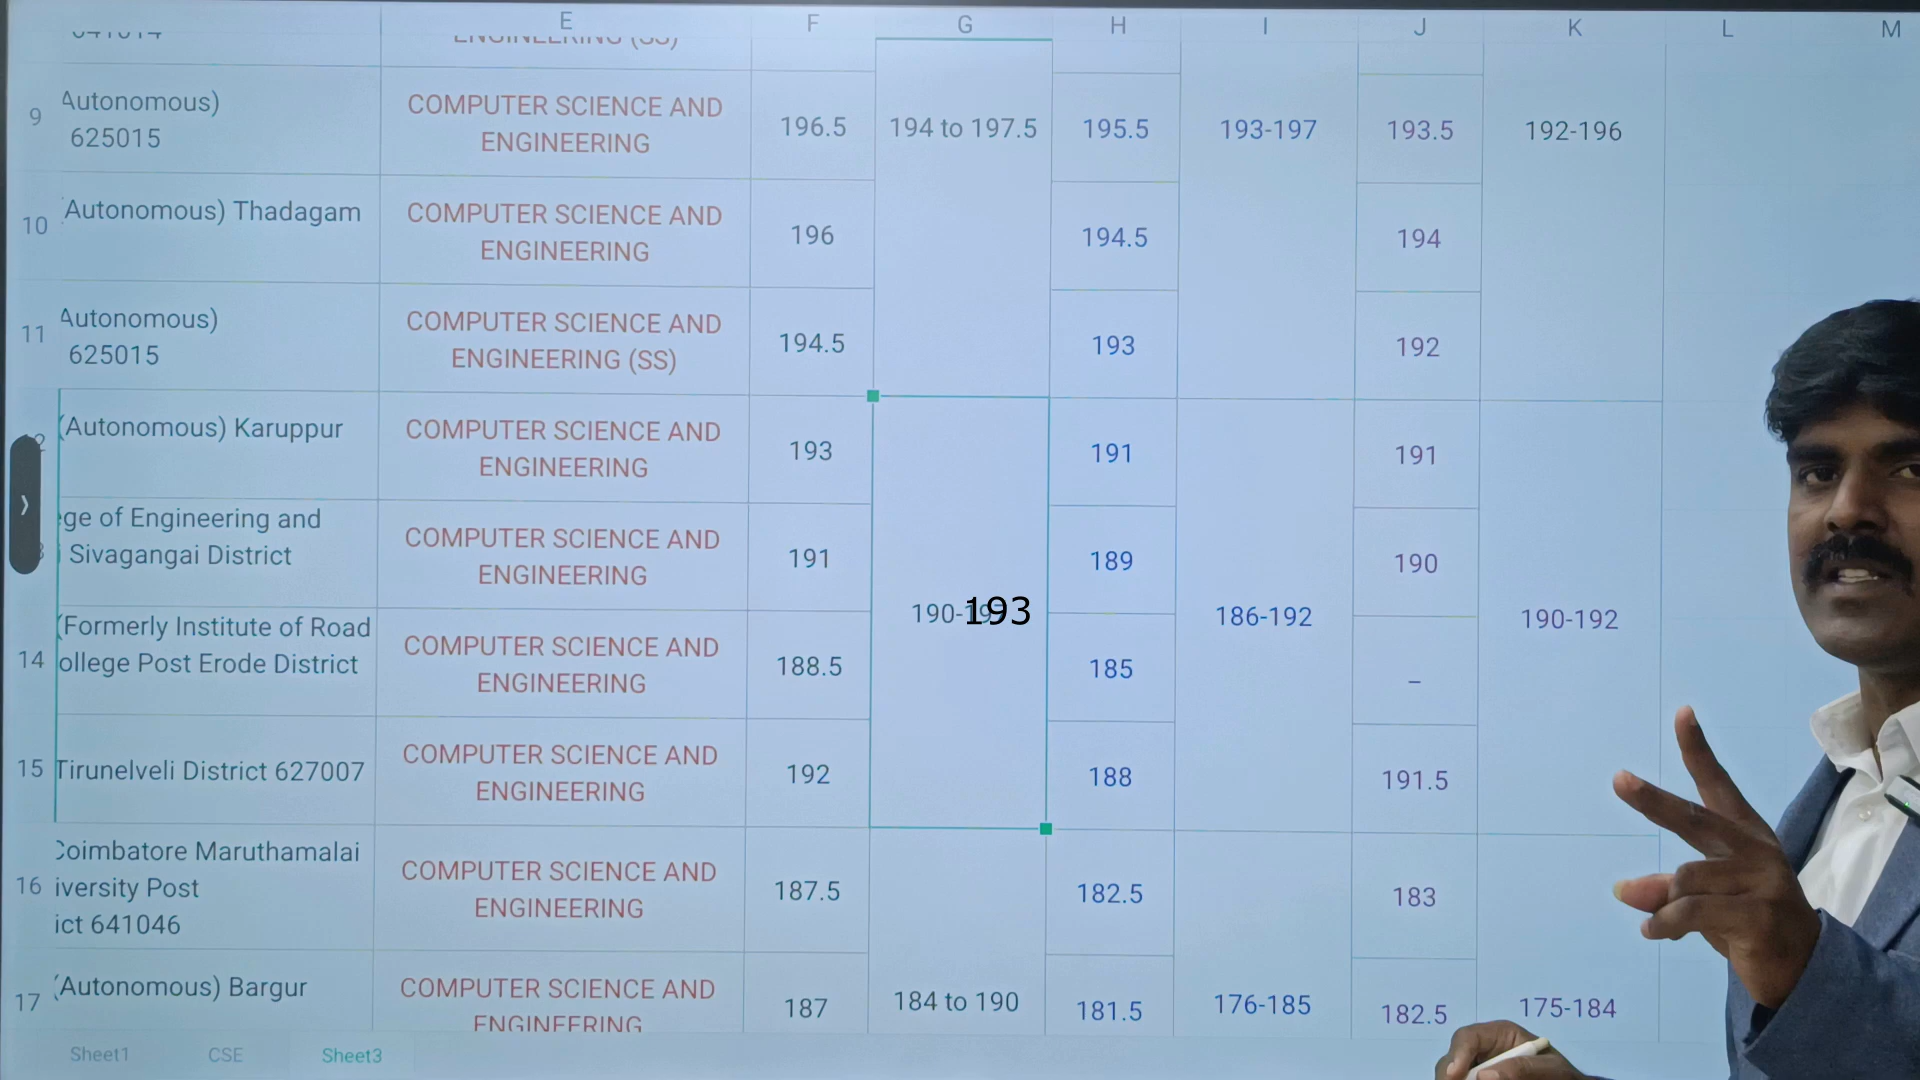 E F G H I J K L M
9 Autonomous) COMPUTER SCIENCE AND 196.5 194 to 197.5 195.5 193-197 193.5 192-196
625015 ENGINEERING
10 Autonomous) Thadagam COMPUTER SCIENCE AND 196 194.5 194
ENGINEERING
11 Autonomous) COMPUTER SCIENCE AND 194.5 193 192
625015 ENGINEERING (SS)
(Autonomous) Karuppur COMPUTER SCIENCE AND 193 191 191
ENGINEERING
ege of Engineering and COMPUTER SCIENCE AND 191 189 190
Sivagangai District ENGINEERING
190- 193 186-192 190-192
14 (Formerly Institute of Road COMPUTER SCIENCE AND 188.5 185 –
ollege Post Erode District ENGINEERING
15 Tirunelveli District 627007 COMPUTER SCIENCE AND 192 188 191.5
ENGINEERING
16 Coimbatore Maruthamalai COMPUTER SCIENCE AND 187.5 182.5 183
iversity Post ENGINEERING
ict 641046
17 (Autonomous) Bargur COMPUTER SCIENCE AND 187 184 to 190 181.5 176-185 182.5 175-184
ENGINEERING
Sheet1 CSE Sheet3